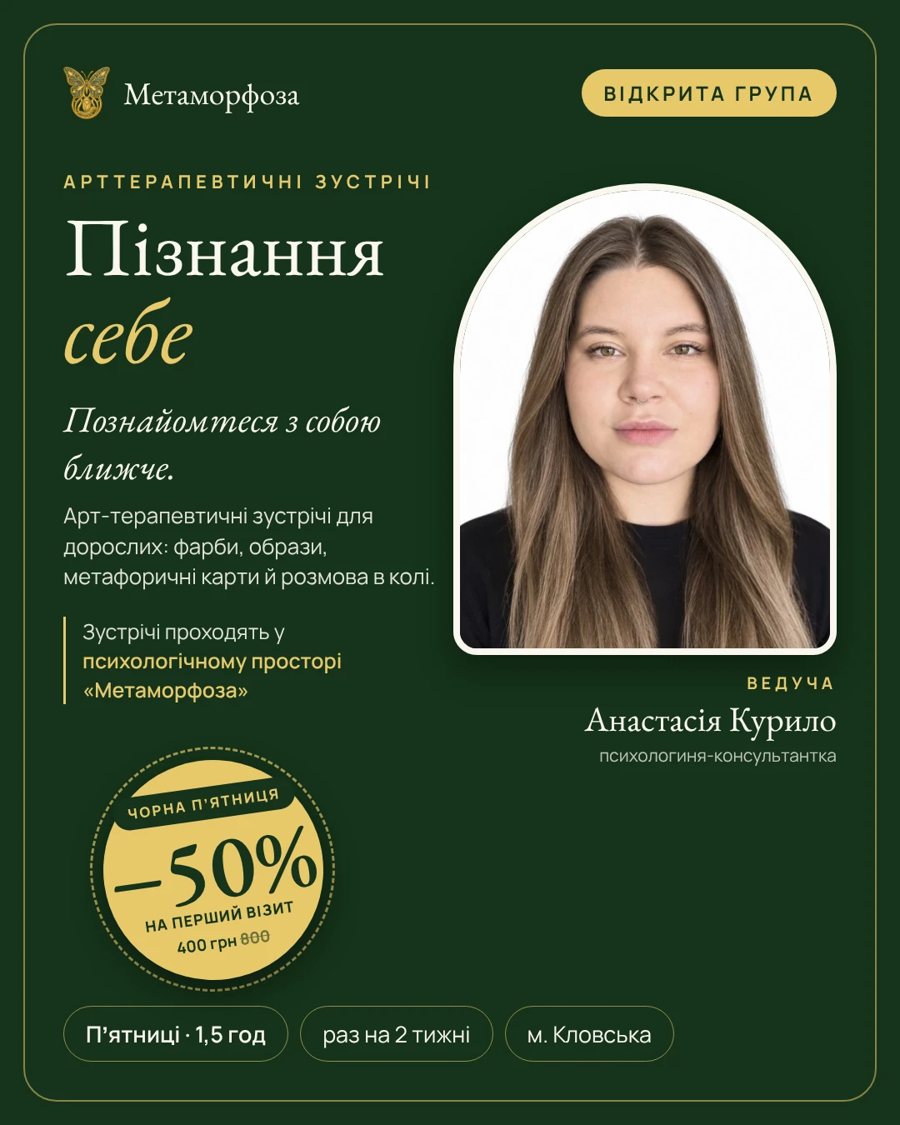 Метаморфоза
ВІДКРИТА ГРУПА
АРТТЕРАПЕВТИЧНІ ЗУСТРІЧІ
Пізнання
себе
Познайомтеся з собою
ближче.
Арт-терапевтичні зустрічі для
дорослих: фарби, образи,
метафоричні карти й розмова в колі.
Зустрічі проходять у
психологічному просторі
«Метаморфоза»
ВЕДУЧА
Анастасія Курило
психологиня-консультантка
ЧОРНА П’ЯТНИЦЯ
–50%
НА ПЕРШИЙ ВІЗИТ
400 грн 800
П’ятниці · 1,5 год
раз на 2 тижні
м. Кловська